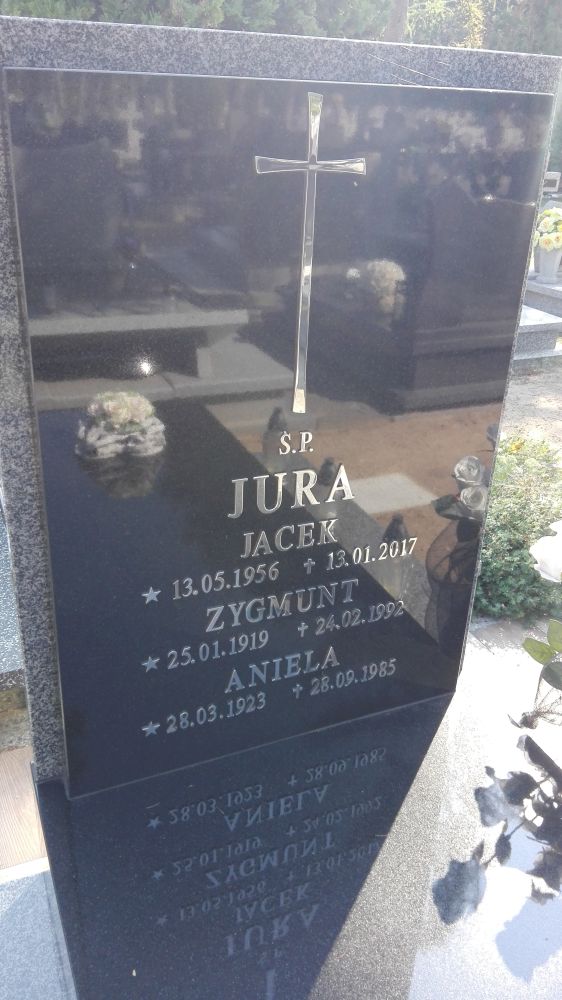 Ś.P.
JURA
JACEK
★ 13.05.1956 ✝ 13.01.2017
ZYGMUNT
★ 25.01.1919 ✝ 24.02.1992
ANIELA
★ 28.03.1923 ✝ 28.09.1985